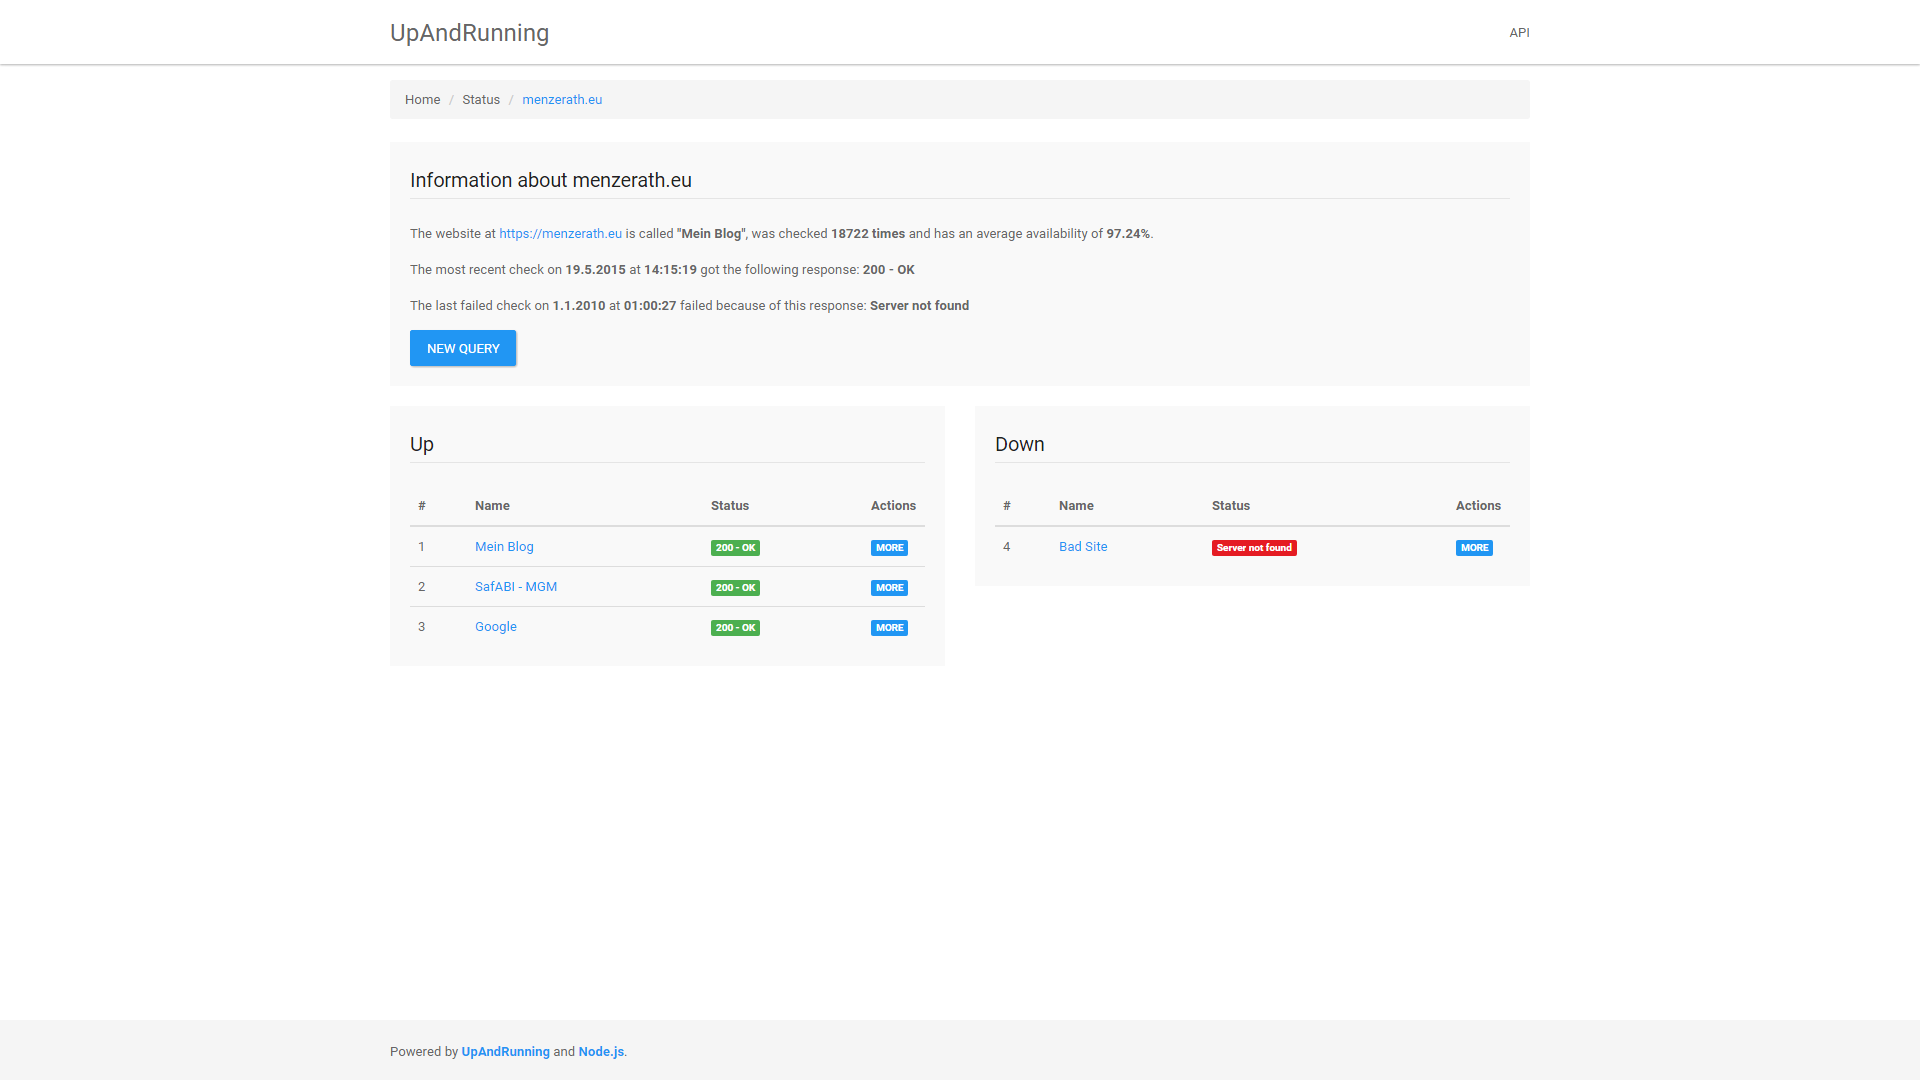 UpAndRunning
API
Home / Status / menzerath.eu
Information about menzerath.eu
The website at https://menzerath.eu is called "Mein Blog", was checked 18722 times and has an average availability of 97.24%.
The most recent check on 19.5.2015 at 14:15:19 got the following response: 200 - OK
The last failed check on 1.1.2010 at 01:00:27 failed because of this response: Server not found
NEW QUERY
Up
# Name Status Actions
1 Mein Blog 200 - OK MORE
2 SafABI - MGM 200 - OK MORE
3 Google 200 - OK MORE
Down
# Name Status Actions
4 Bad Site Server not found MORE
Powered by UpAndRunning and Node.js.